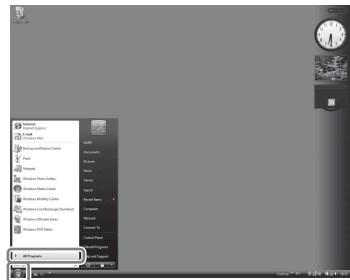 Internet
Internet Explorer
E-mail
Windows Mail
Backup and Restore Center
Paint
Notepad
Windows Photo Gallery
Windows Media Center
Windows Mobility Center
Windows Live Messenger Download
Windows Ultimate Extras
Windows DVD Maker
All Programs
Documents
Pictures
Music
Games
Search
Recent Items
Computer
Network
Connect To
Control Panel
Default Programs
Help and Support